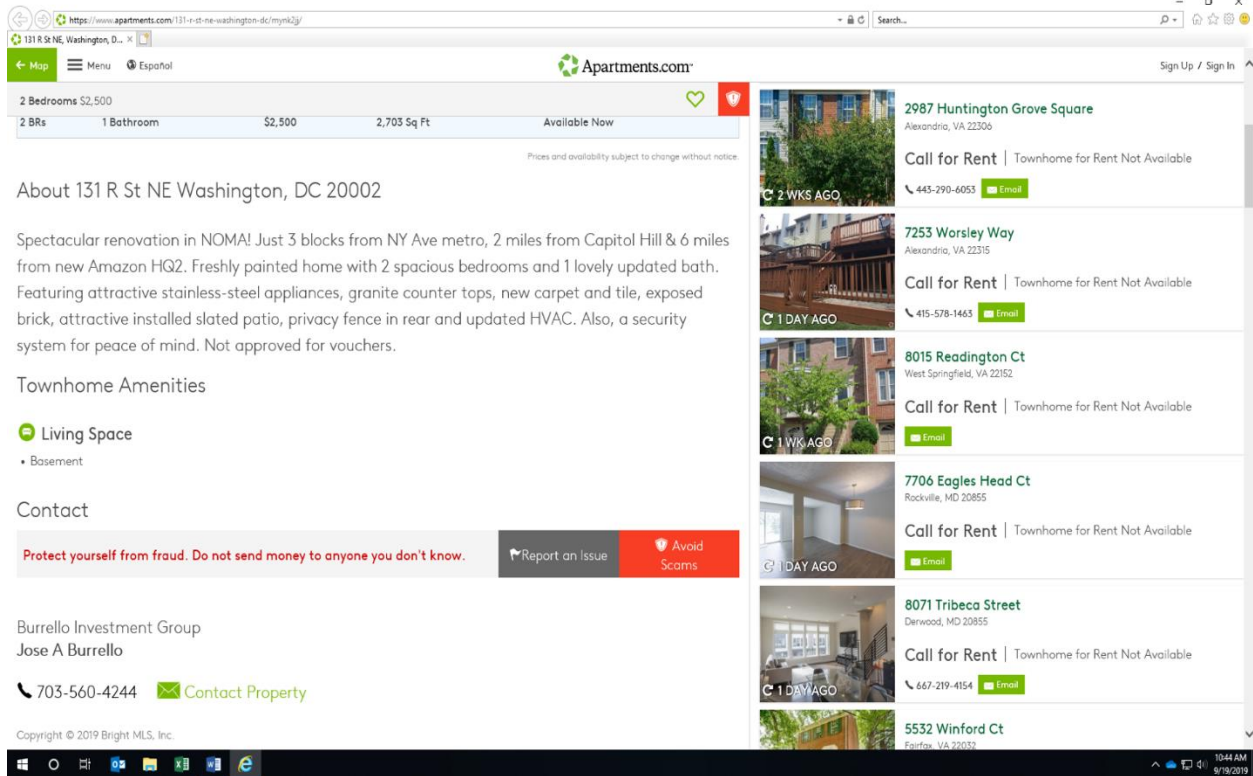 https://www.apartments.com/131-r-st-ne-washington-dc/mynk2jj/
Search...
131 R St NE, Washington, D...
Map
Menu
Español
Apartments.com
Sign Up / Sign In
2 Bedrooms $2,500
2 BRs 1 Bathroom $2,500 2,703 Sq Ft Available Now
Prices and availability subject to change without notice.
About 131 R St NE Washington, DC 20002
Spectacular renovation in NOMA! Just 3 blocks from NY Ave metro, 2 miles from Capitol Hill & 6 miles
from new Amazon HQ2. Freshly painted home with 2 spacious bedrooms and 1 lovely updated bath.
Featuring attractive stainless-steel appliances, granite counter tops, new carpet and tile, exposed
brick, attractive installed slated patio, privacy fence in rear and updated HVAC. Also, a security
system for peace of mind. Not approved for vouchers.
Townhome Amenities
Living Space
• Basement
Contact
Protect yourself from fraud. Do not send money to anyone you don't know.
Report an Issue
Avoid
Scams
Burrello Investment Group
Jose A Burrello
703-560-4244 Contact Property
Copyright © 2019 Bright MLS, Inc.
2 WKS AGO
2987 Huntington Grove Square
Alexandria, VA 22306
Call for Rent | Townhome for Rent Not Available
443-290-6053 Email
1 DAY AGO
7253 Worsley Way
Alexandria, VA 22315
Call for Rent | Townhome for Rent Not Available
415-578-1463 Email
1 WK AGO
8015 Readington Ct
West Springfield, VA 22152
Call for Rent | Townhome for Rent Not Available
Email
1 DAY AGO
7706 Eagles Head Ct
Rockville, MD 20855
Call for Rent | Townhome for Rent Not Available
Email
1 DAY AGO
8071 Tribeca Street
Derwood, MD 20855
Call for Rent | Townhome for Rent Not Available
667-219-4154 Email
5532 Winford Ct
Fairfax, VA 22032
10:44 AM
9/19/2019